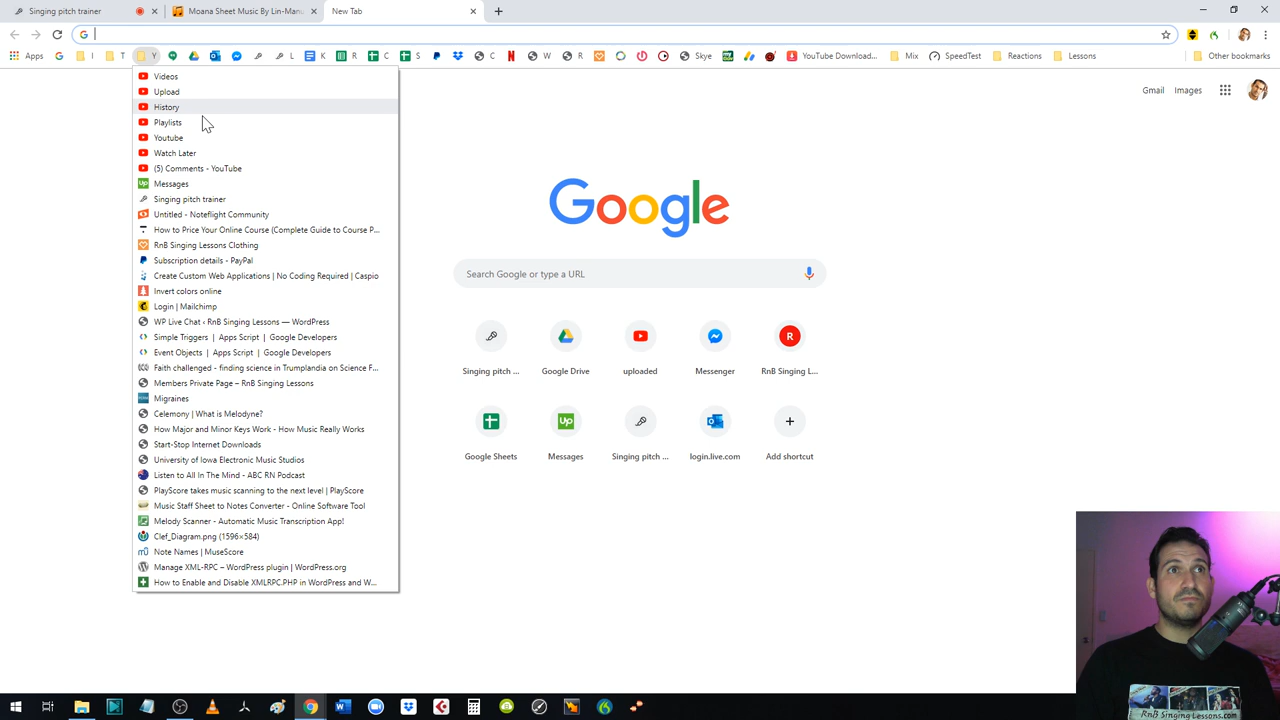 Singing pitch trainer
Moana Sheet Music By Lin-Manu
New Tab
Apps
I
T
Y
L
K
R
C
S
C
W
R
Skye
YouTube Download...
Mix
SpeedTest
Reactions
Lessons
Other bookmarks
Videos
Upload
History
Playlists
Youtube
Watch Later
(5) Comments - YouTube
Messages
Singing pitch trainer
Untitled - Noteflight Community
How to Price Your Online Course (Complete Guide to Course P...
RnB Singing Lessons Clothing
Subscription details - PayPal
Create Custom Web Applications | No Coding Required | Caspio
Invert colors online
Login | Mailchimp
WP Live Chat ‹ RnB Singing Lessons — WordPress
Simple Triggers | Apps Script | Google Developers
Event Objects | Apps Script | Google Developers
Faith challenged - finding science in Trumplandia on Science F...
Members Private Page – RnB Singing Lessons
Migraines
Celemony | What is Melodyne?
How Major and Minor Keys Work - How Music Really Works
Start-Stop Internet Downloads
University of Iowa Electronic Music Studios
Listen to All In The Mind - ABC RN Podcast
PlayScore takes music scanning to the next level | PlayScore
Music Staff Sheet to Notes Converter - Online Software Tool
Melody Scanner - Automatic Music Transcription App!
Clef_Diagram.png (1596×584)
Note Names | MuseScore
Manage XML-RPC – WordPress plugin | WordPress.org
How to Enable and Disable XMLRPC.PHP in WordPress and W...
Gmail
Images
Google
Search Google or type a URL
Singing pitch ...
Google Drive
uploaded
Messenger
R
RnB Singing L...
Google Sheets
Up
Messages
Singing pitch ...
login.live.com
Add shortcut
RnB SingingLessons.com